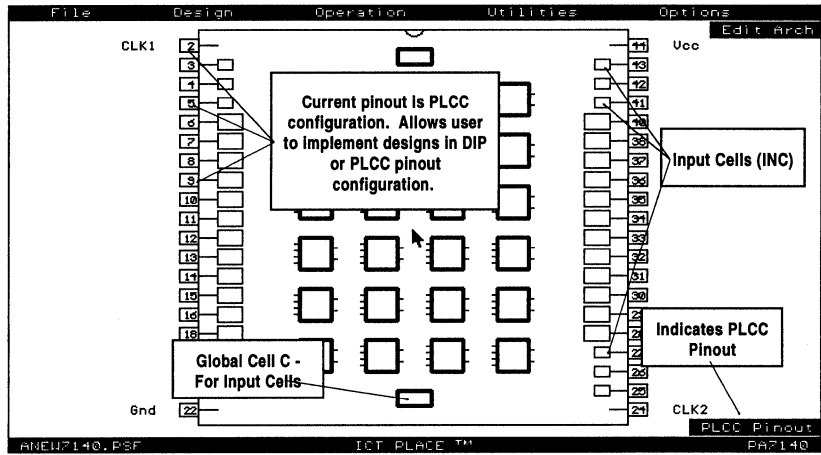 File Design Operation Utilities Options
Edit Arch
CLK1 2 44 Vcc
3 43
4 42
5 41
6 40
7 38
8 37
9 36
10 35
11 34
12 33
13 32
14 31
15 30
16
18
Current pinout is PLCC
configuration. Allows user
to implement designs in DIP
or PLCC pinout
configuration.
Input Cells (INC)
Indicates PLCC
Pinout
Global Cell C -
For Input Cells
26
25
Gnd 22 24 CLK2
PLCC Pinout
ANEW7140.PSF ICT PLACE ™ PA7140